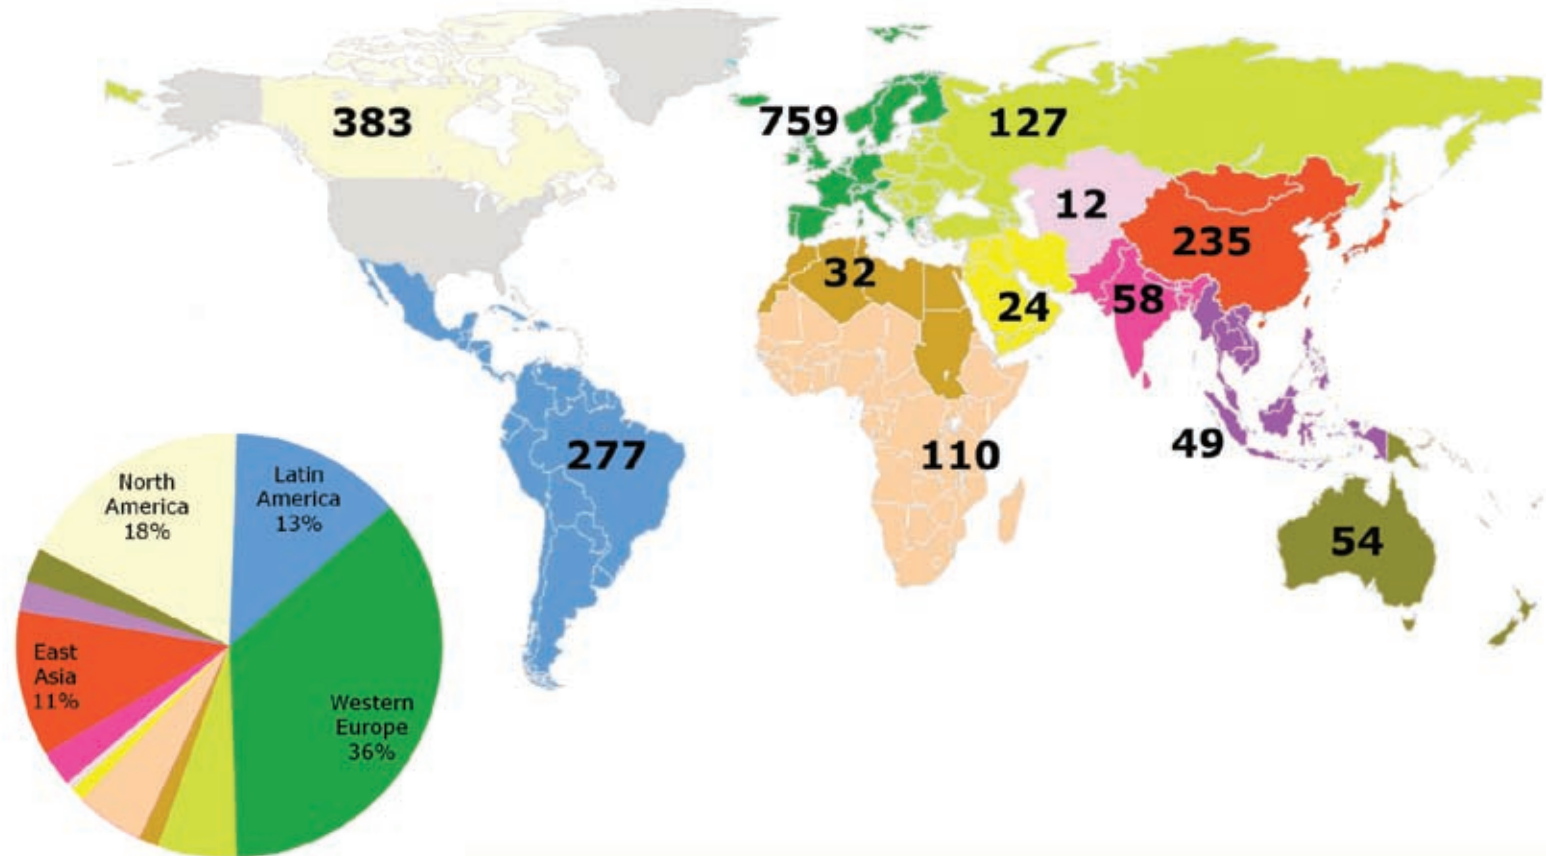 383
759
127
12
235
32
24
58
277
110
49
54
North
America
18%
Latin
America
13%
East
Asia
11%
Western
Europe
36%